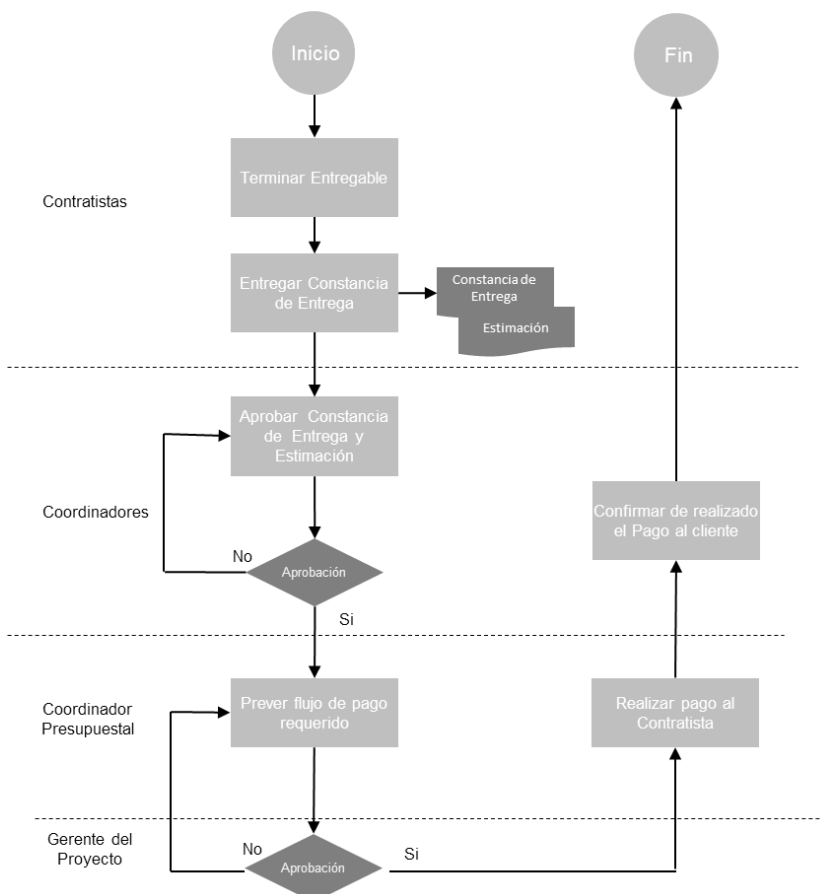 Inicio
Fin
Contratistas
Terminar Entregable
Entregar Constancia
de Entrega
Constancia de
Entrega
Estimación
Aprobar Constancia
de Entrega y
Estimación
Coordinadores
No
Aprobación
Si
Confirmar de realizado
el Pago al cliente
Coordinador
Presupuestal
Prever flujo de pago
requerido
Realizar pago al
Contratista
Gerente del
Proyecto
No
Aprobación
Si